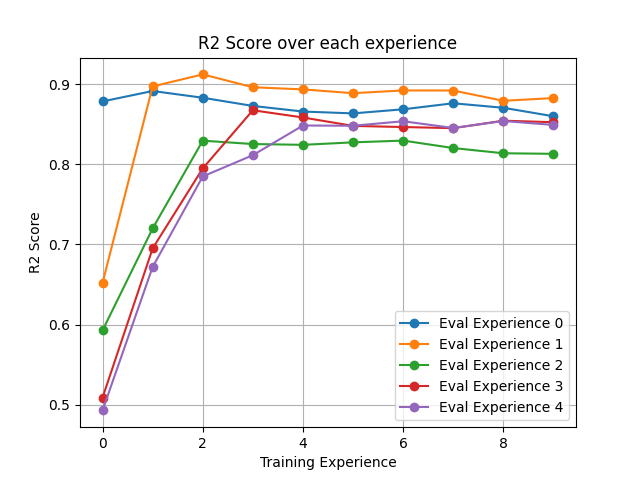 R2 Score over each experience
0.9
0.8
0.7
0.6
0.5
R2 Score
Eval Experience 0
Eval Experience 1
Eval Experience 2
Eval Experience 3
Eval Experience 4
0 2 4 6 8
Training Experience